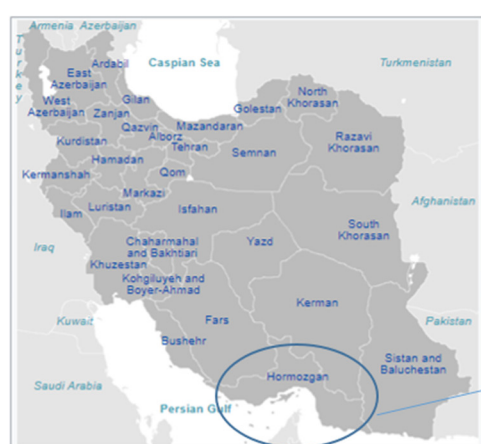 Armenia Azerbaijan
Turkey
Ardabil
Caspian Sea
Turkmenistan
East
Azerbaijan
North
Khorasan
West
Azerbaijan
Gilan
Golestan
Zanjan
Qazvin
Mazandaran
Alborz
Razavi
Khorasan
Kurdistan
Tehran
Semnan
Hamadan
Kermanshah
Qom
Markazi
Afghanistan
Ilam
Luristan
Isfahan
South
Khorasan
Iraq
Chaharmahal
and Bakhtiari
Yazd
Khuzestan
Kohgiluyeh and
Boyer-Ahmad
Kerman
Kuwait
Fars
Pakistan
Bushehr
Sistan and
Baluchestan
Hormozgan
Saudi Arabia
Persian Gulf